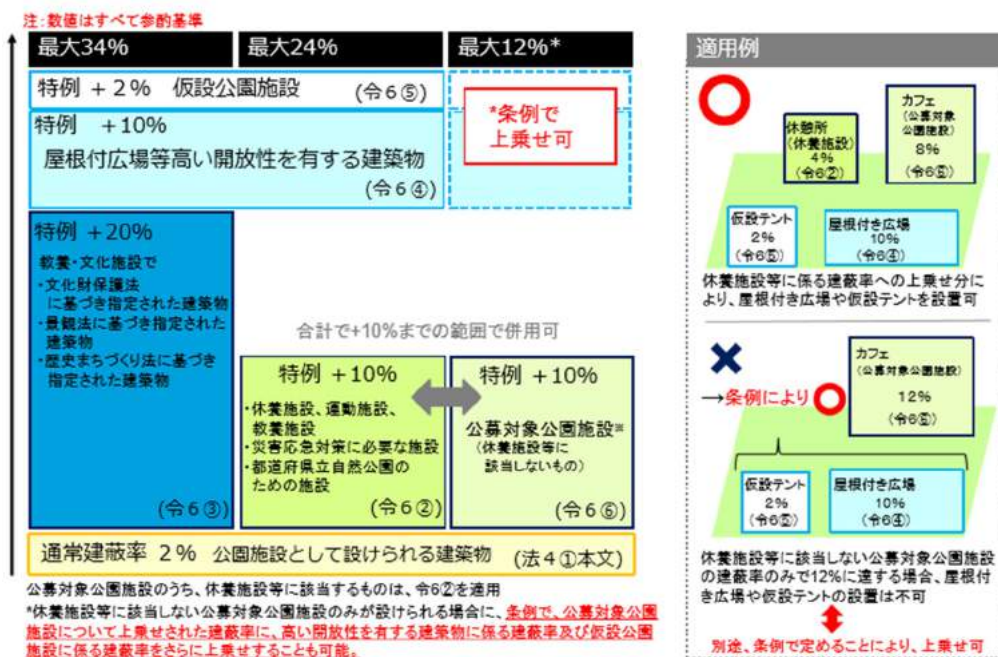 注：数値はすべて参酌基準
最大34%
最大24%
最大12%*
特例 ＋２％ 仮設公園施設 (令6⑤)
特例 ＋10%
屋根付広場等高い開放性を有する建築物
(令6④)
*条例で
上乗せ可
特例 ＋20%
教養・文化施設で
・文化財保護法
に基づき指定された建築物
・景観法に基づき指定された
建築物
・歴史まちづくり法に基づき
指定された建築物
(令6③)
合計で+10%までの範囲で併用可
特例 ＋10%
・休養施設、運動施設、
教養施設
・災害応急対策に必要な施設
・都道府県立自然公園の
ための施設
(令6②)
特例 ＋10%
公募対象公園施設※
(休養施設等に
該当しないもの)
(令6⑥)
通常建蔽率 2% 公園施設として設けられる建築物 (法4①本文)
公募対象公園施設のうち、休養施設等に該当するものは、令6②を適用
*休養施設等に該当しない公募対象公園施設のみが設けられる場合に、条例で、公募対象公園
施設について上乗せされた建蔽率に、高い開放性を有する建築物に係る建蔽率及び仮設公園
施設に係る建蔽率をさらに上乗せすることも可能。
適用例
休憩所
(休養施設)
4%
(令6②)
カフェ
(公募対象
公園施設)
8%
(令6⑥)
仮設テント
2%
(令6⑤)
屋根付き広場
10%
(令6④)
休養施設等に係る建蔽率への上乗せ分に
より、屋根付き広場や仮設テントを設置可
→条例により
カフェ
(公募対象公園施設)
12%
(令6⑥)
仮設テント
2%
(令6⑤)
屋根付き広場
10%
(令6④)
休養施設等に該当しない公募対象公園施設
の建蔽率のみで12%に達する場合、屋根付
き広場や仮設テントの設置は不可
別途、条例で定めることにより、上乗せ可